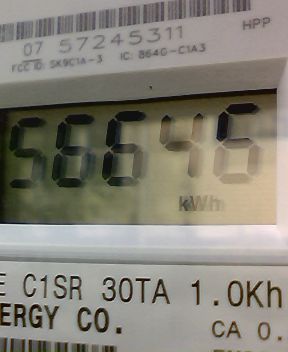 07 57245311 HPP
FCC ID: SK9C1A-3 IC: 864G-C1A3
56646
kWh
E C1SR 30TA 1.0Kh
ERGY CO. CA 0.